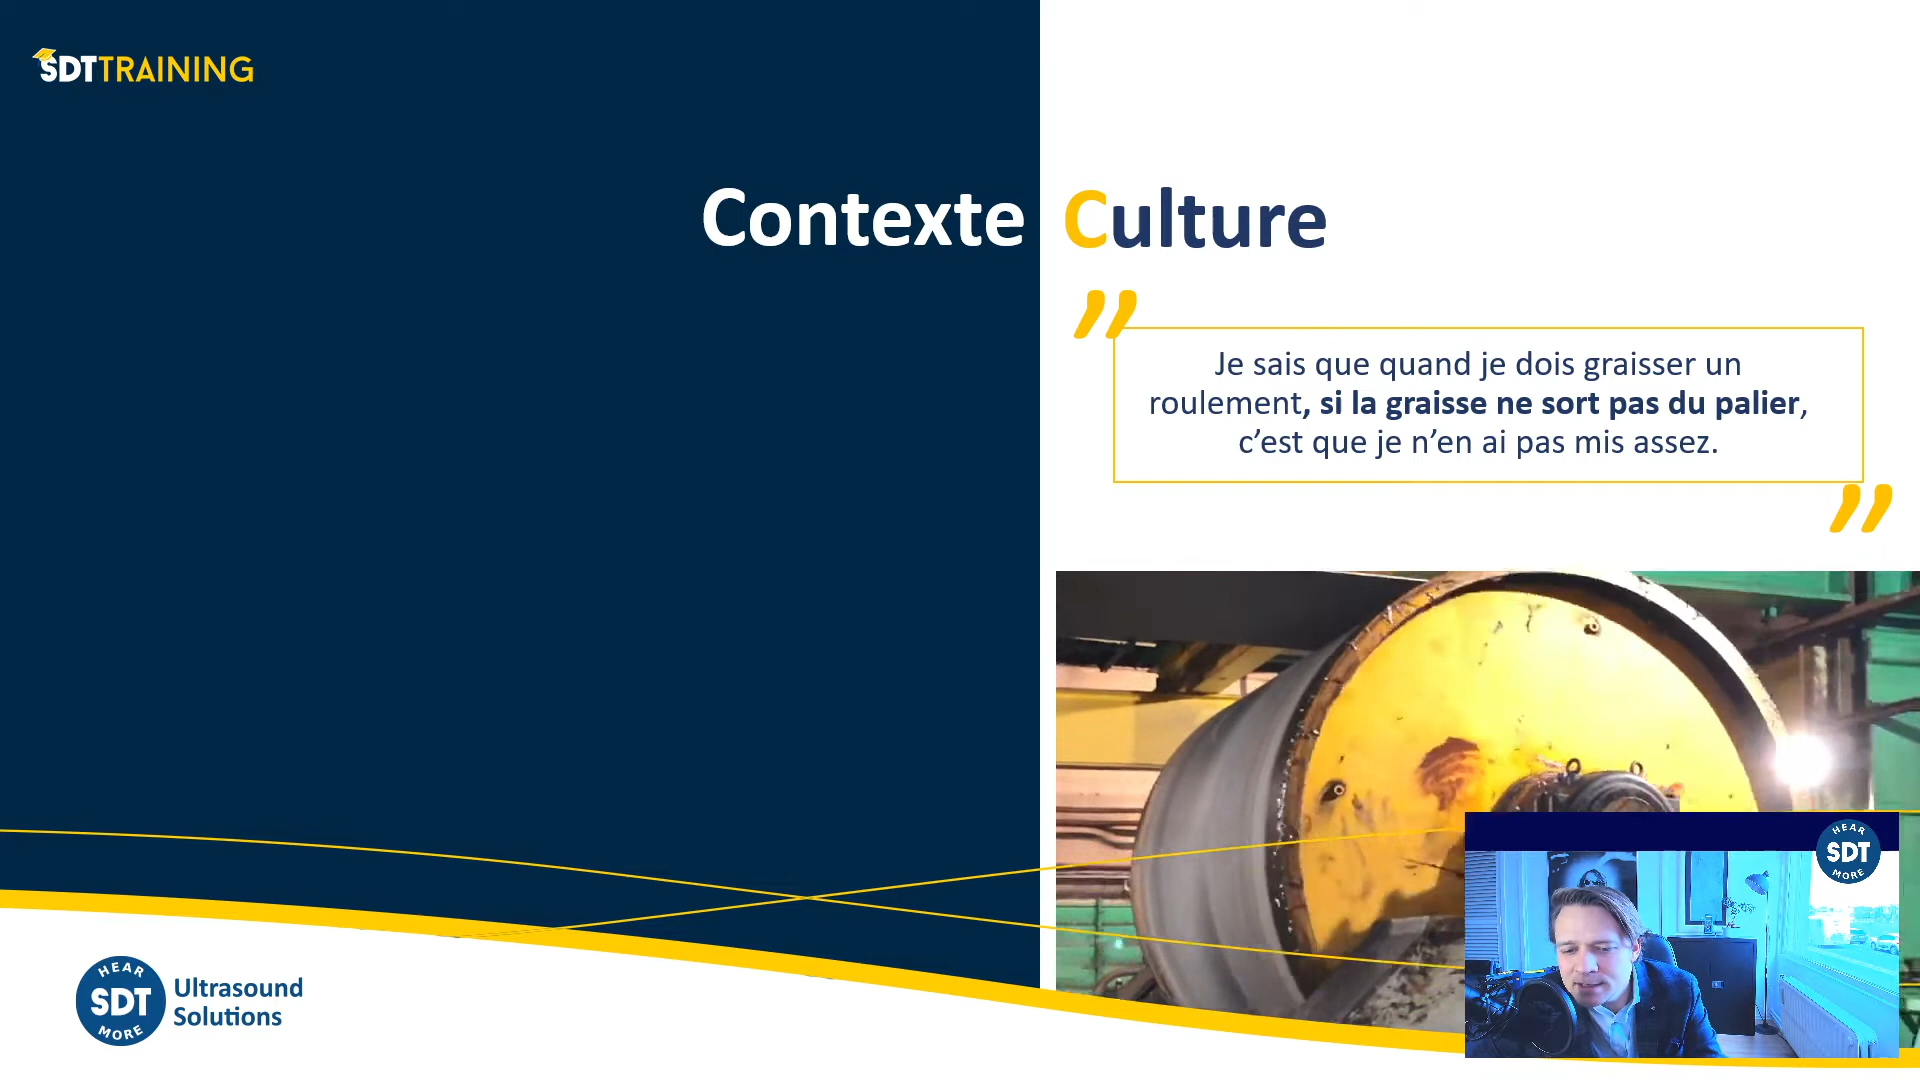 SDTTRAINING
Contexte Culture
”
Je sais que quand je dois graisser un
roulement, si la graisse ne sort pas du palier,
c’est que je n’en ai pas mis assez.
”
HEAR
SDT
MORE
HEAR
SDT
MORE
Ultrasound
Solutions